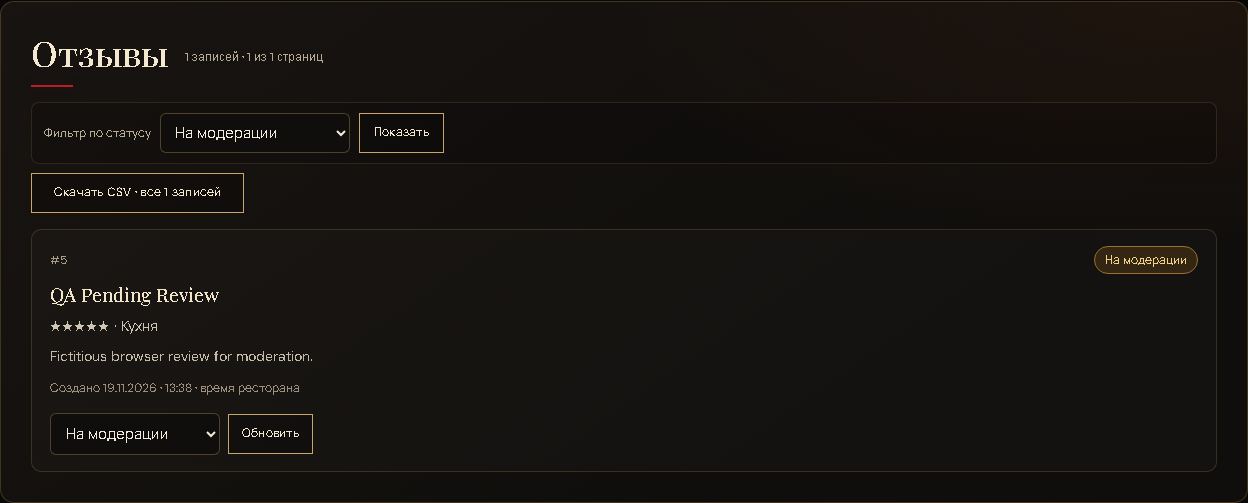 Отзывы 1 записей · 1 из 1 страниц
Фильтр по статусу На модерации Показать
Скачать CSV · все 1 записей
#5 На модерации
QA Pending Review
★★★★★ · Кухня
Fictitious browser review for moderation.
Создано 19.11.2026 · 13:38 · время ресторана
На модерации Обновить